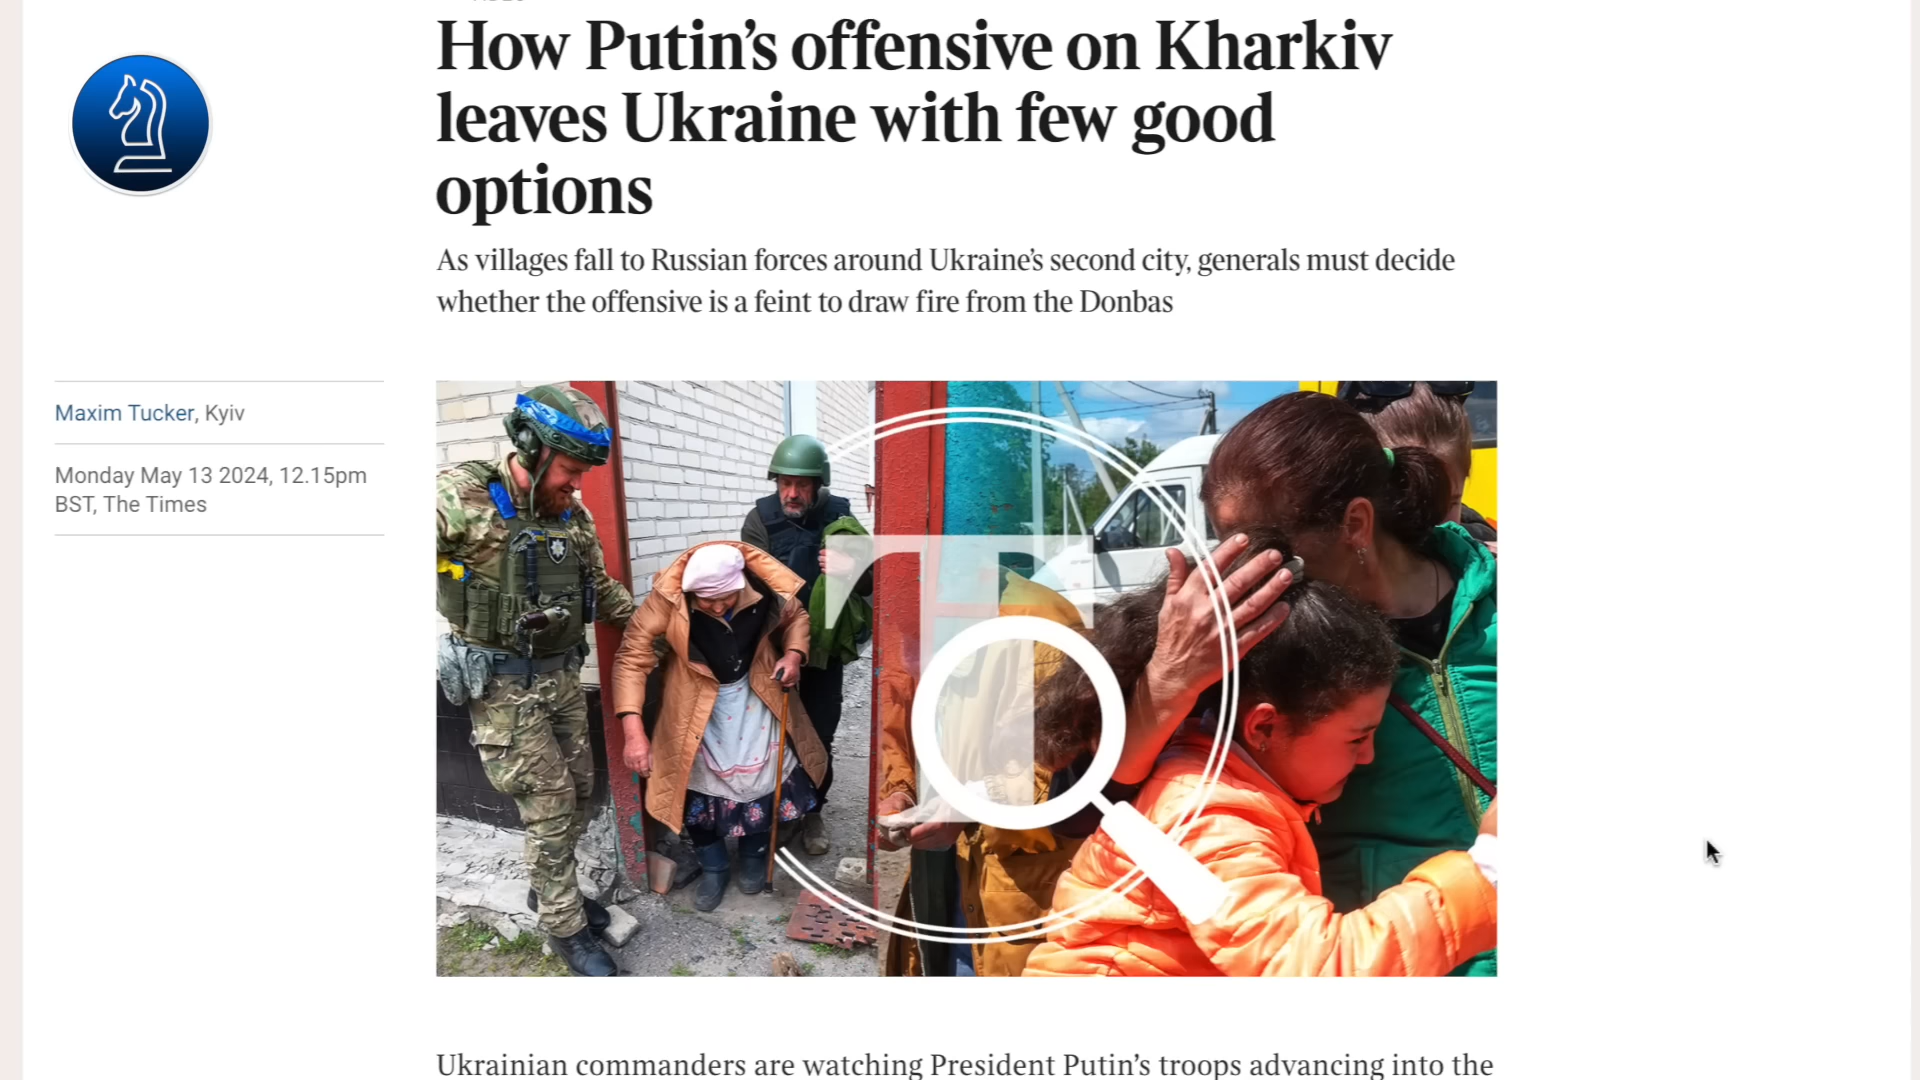 How Putin’s offensive on Kharkiv
leaves Ukraine with few good
options
As villages fall to Russian forces around Ukraine’s second city, generals must decide
whether the offensive is a feint to draw fire from the Donbas
Maxim Tucker, Kyiv
Monday May 13 2024, 12.15pm
BST, The Times
T
Ukrainian commanders are watching President Putin’s troops advancing into the